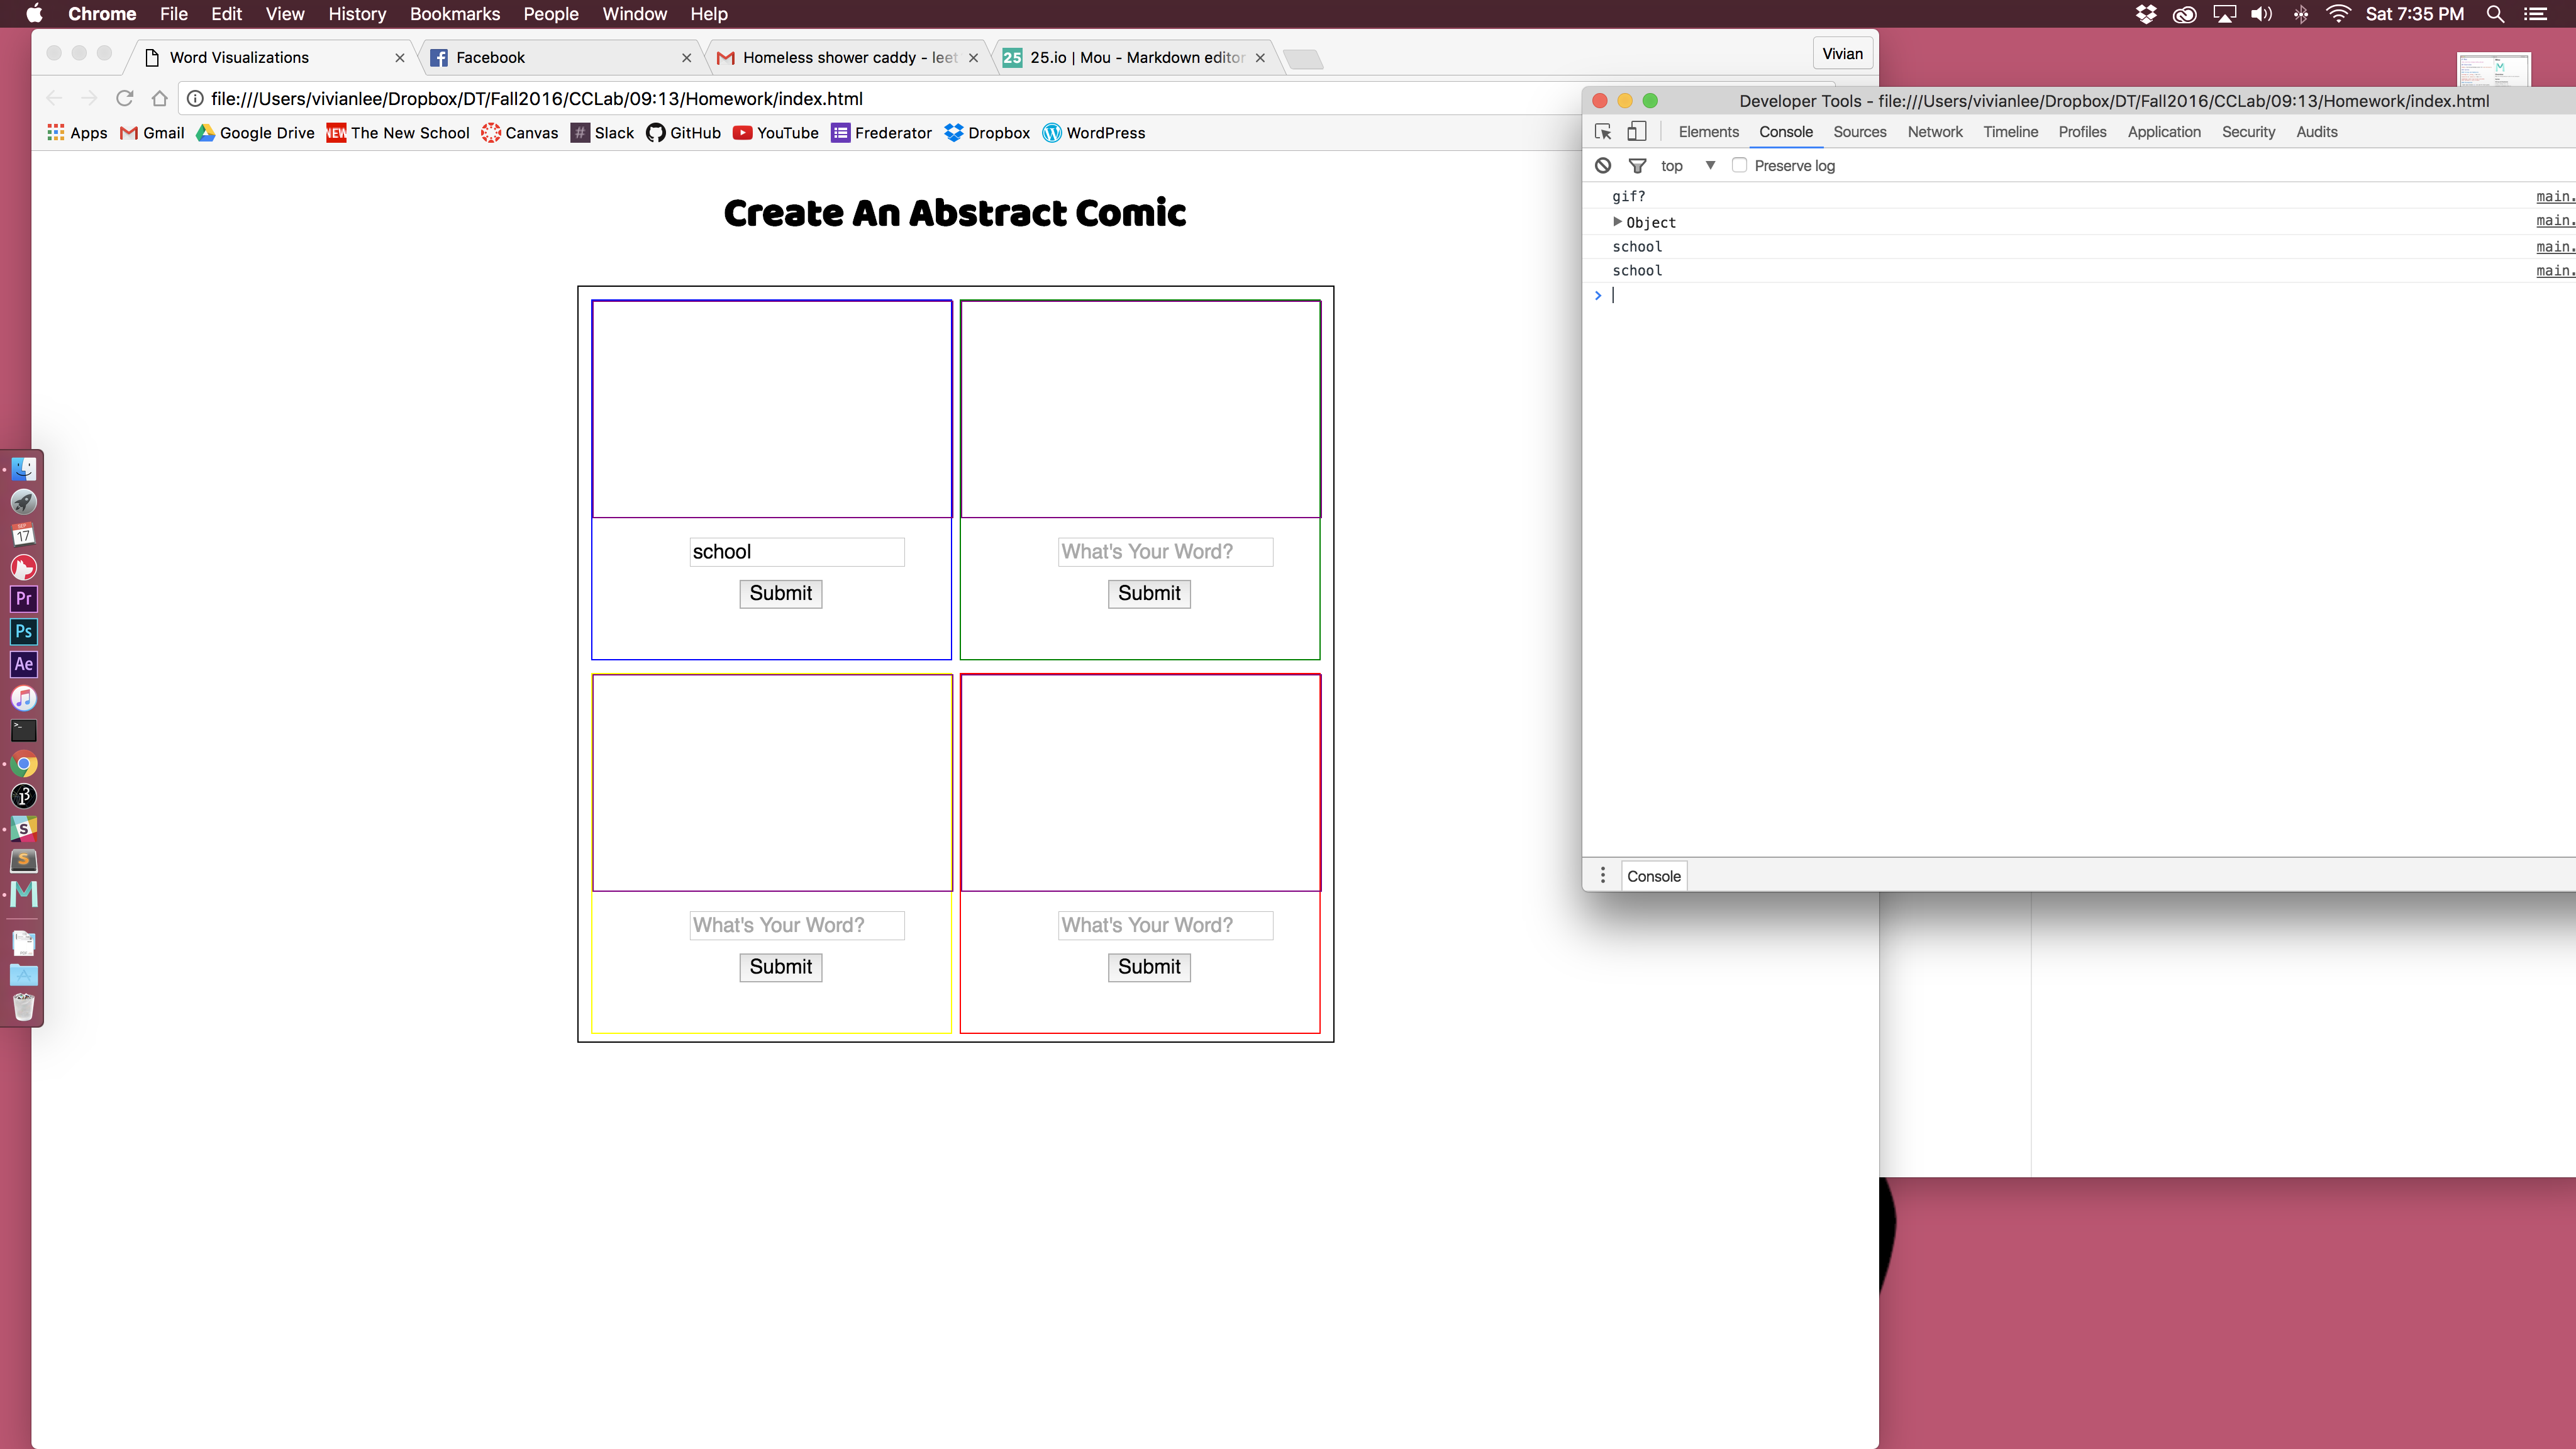 Chrome File Edit View History Bookmarks People Window Help Sat 7:35 PM
Word Visualizations Facebook Homeless shower caddy - leet 25 25.io | Mou - Markdown editor Vivian
file:///Users/vivianlee/Dropbox/DT/Fall2016/CCLab/09:13/Homework/index.html
Apps Gmail Google Drive NEW The New School Canvas # Slack GitHub YouTube Frederator Dropbox WordPress
Create An Abstract Comic
school
Submit
What's Your Word?
Submit
What's Your Word?
Submit
What's Your Word?
Submit
Developer Tools - file:///Users/vivianlee/Dropbox/DT/Fall2016/CCLab/09:13/Homework/index.html
Elements Console Sources Network Timeline Profiles Application Security Audits
top Preserve log
gif? main.
Object main.
school main.
school main.
Console
SEP
17
Pr
Ps
Ae
S
S
M